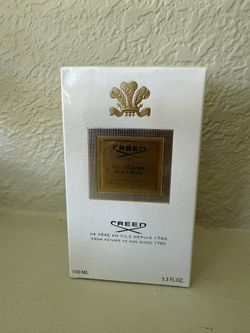 CREED
CREED
DE PÈRE EN FILS DEPUIS 1760
FROM FATHER TO SON SINCE 1760
100 ML
3.3 FL.OZ.